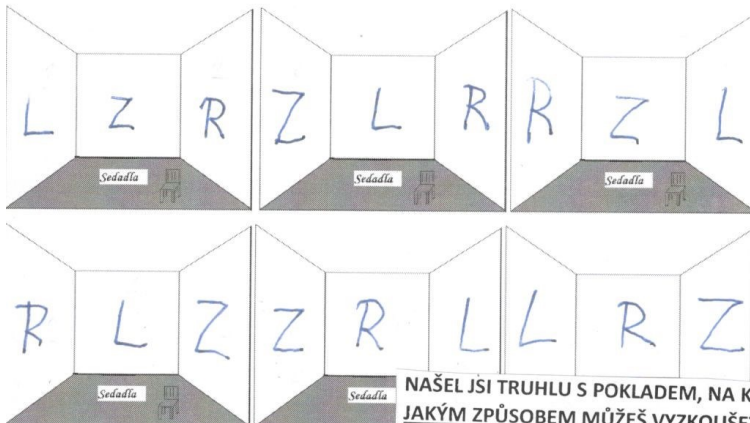 L Z R Z L R R Z L
Sedadla Sedadla Sedadla
R L Z Z R L L R Z
Sedadla Sedadla
NAŠEL JSI TRUHLU S POKLADEM, NA K
JAKÝM ZPŮSOBEM MŮŽEŠ VYZKOUŠE